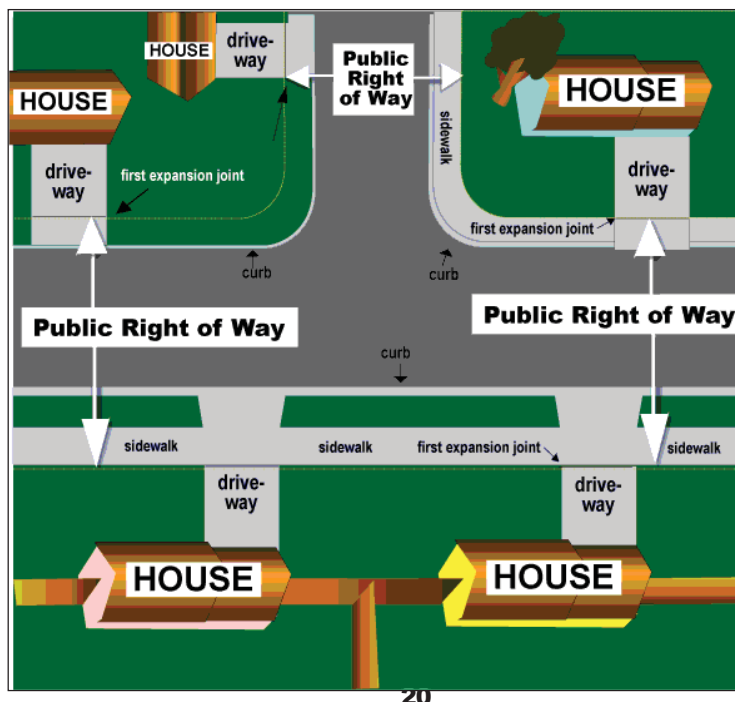 HOUSE
drive-
way
Public
Right
of Way
HOUSE
HOUSE
drive-
way
first expansion joint
sidewalk
drive-
way
first expansion joint
curb
curb
Public Right of Way
Public Right of Way
curb
sidewalk
sidewalk
first expansion joint
sidewalk
drive-
way
drive-
way
HOUSE
HOUSE
20